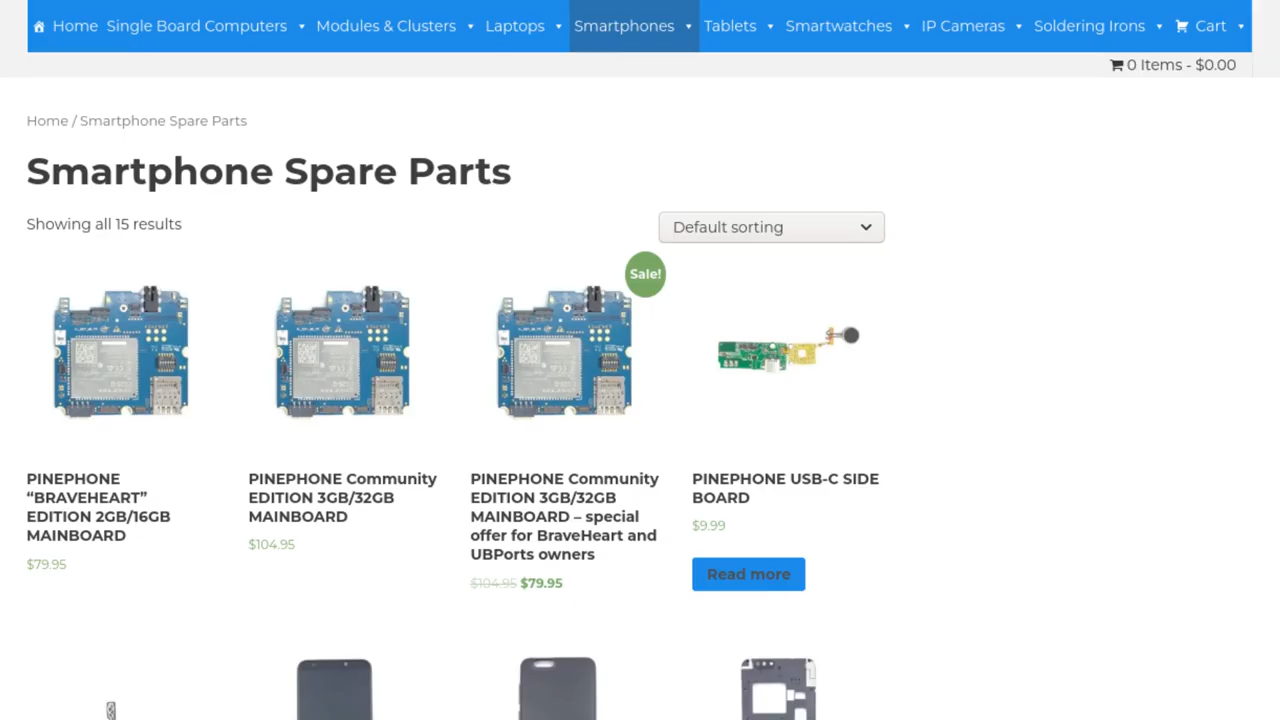 Home Single Board Computers Modules & Clusters Laptops Smartphones Tablets Smartwatches IP Cameras Soldering Irons Cart
0 Items - $0.00
Home / Smartphone Spare Parts
Smartphone Spare Parts
Showing all 15 results
Default sorting
Sale!
PINEPHONE
“BRAVEHEART”
EDITION 2GB/16GB
MAINBOARD
$79.95
PINEPHONE Community
EDITION 3GB/32GB
MAINBOARD
$104.95
PINEPHONE Community
EDITION 3GB/32GB
MAINBOARD – special
offer for BraveHeart and
UBPorts owners
$104.95 $79.95
PINEPHONE USB-C SIDE
BOARD
$9.99
Read more